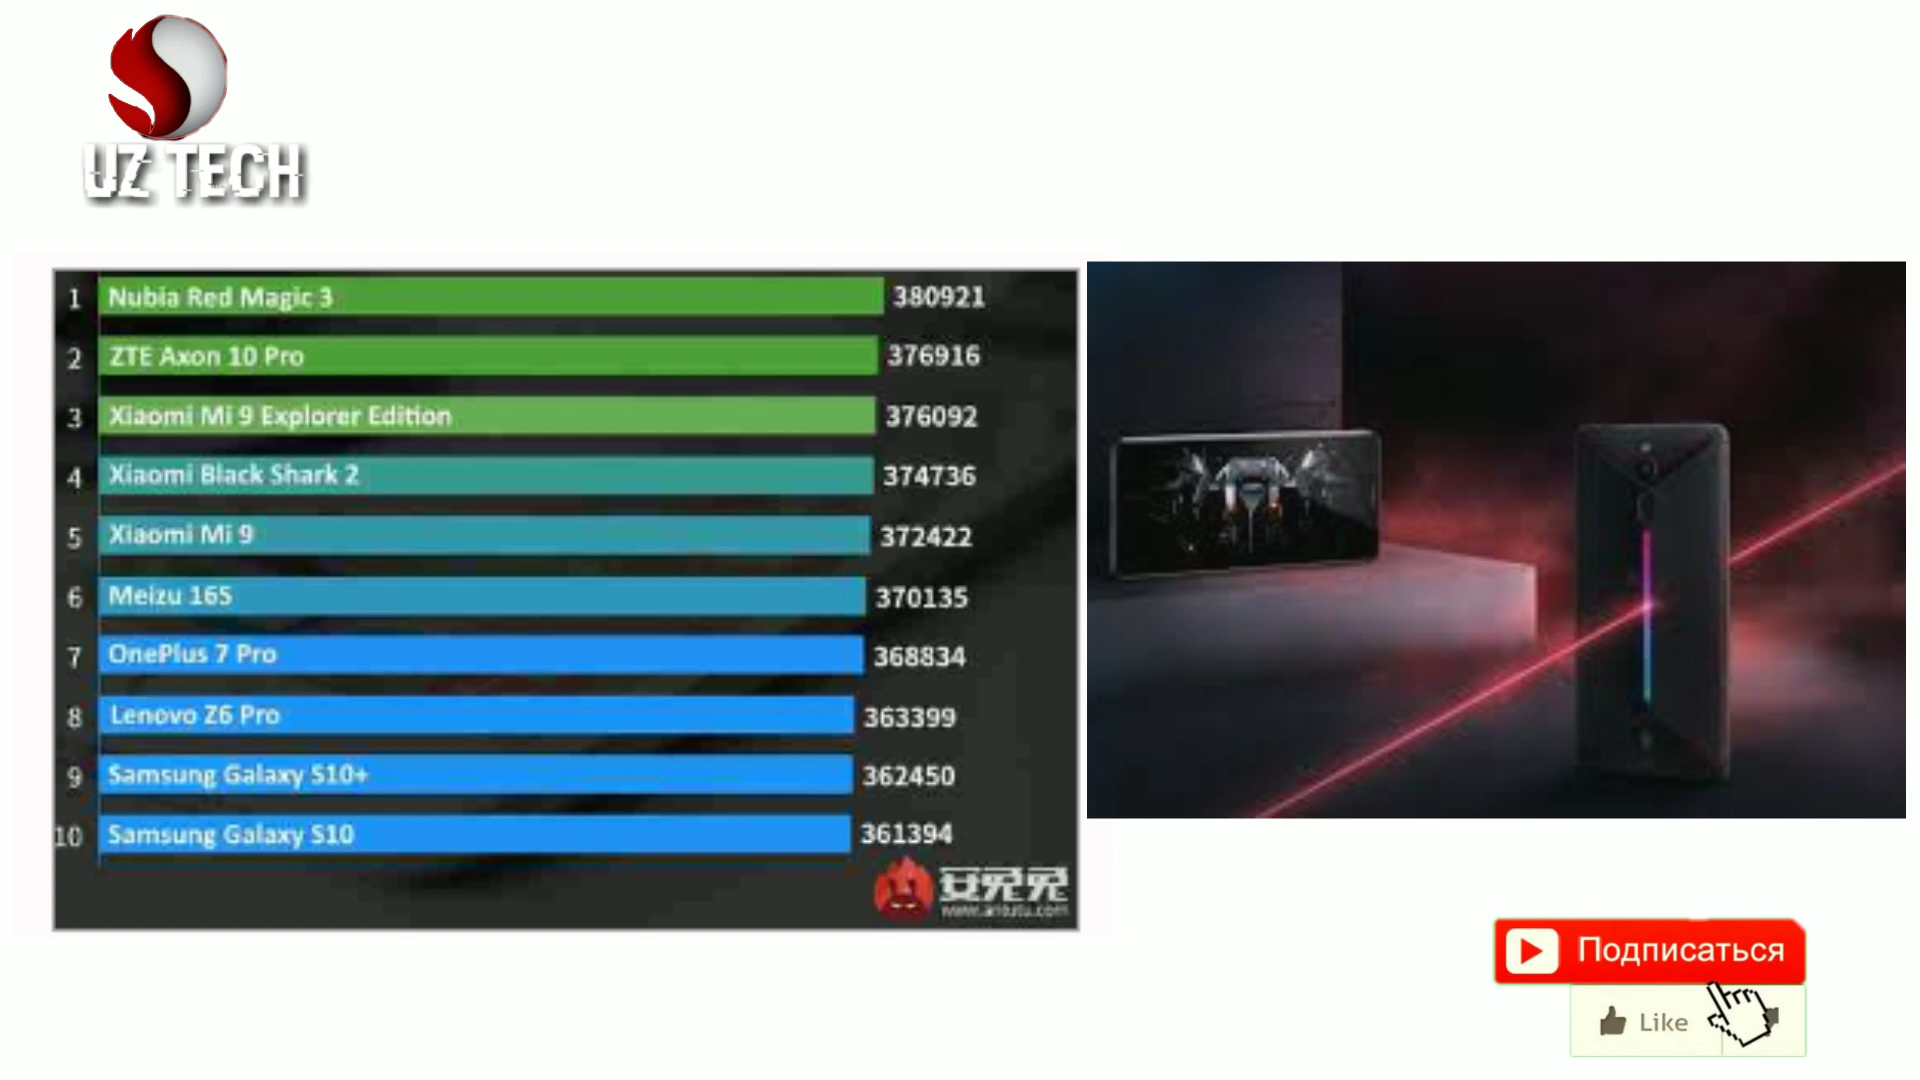 UZ TECH
1 Nubia Red Magic 3 380921
2 ZTE Axon 10 Pro 376916
3 Xiaomi Mi 9 Explorer Edition 376092
4 Xiaomi Black Shark 2 374736
5 Xiaomi Mi 9 372422
6 Meizu 16S 370135
7 OnePlus 7 Pro 368834
8 Lenovo Z6 Pro 363399
9 Samsung Galaxy S10+ 362450
10 Samsung Galaxy S10 361394
安兔兔
www.antutu.com
Подписаться
Like